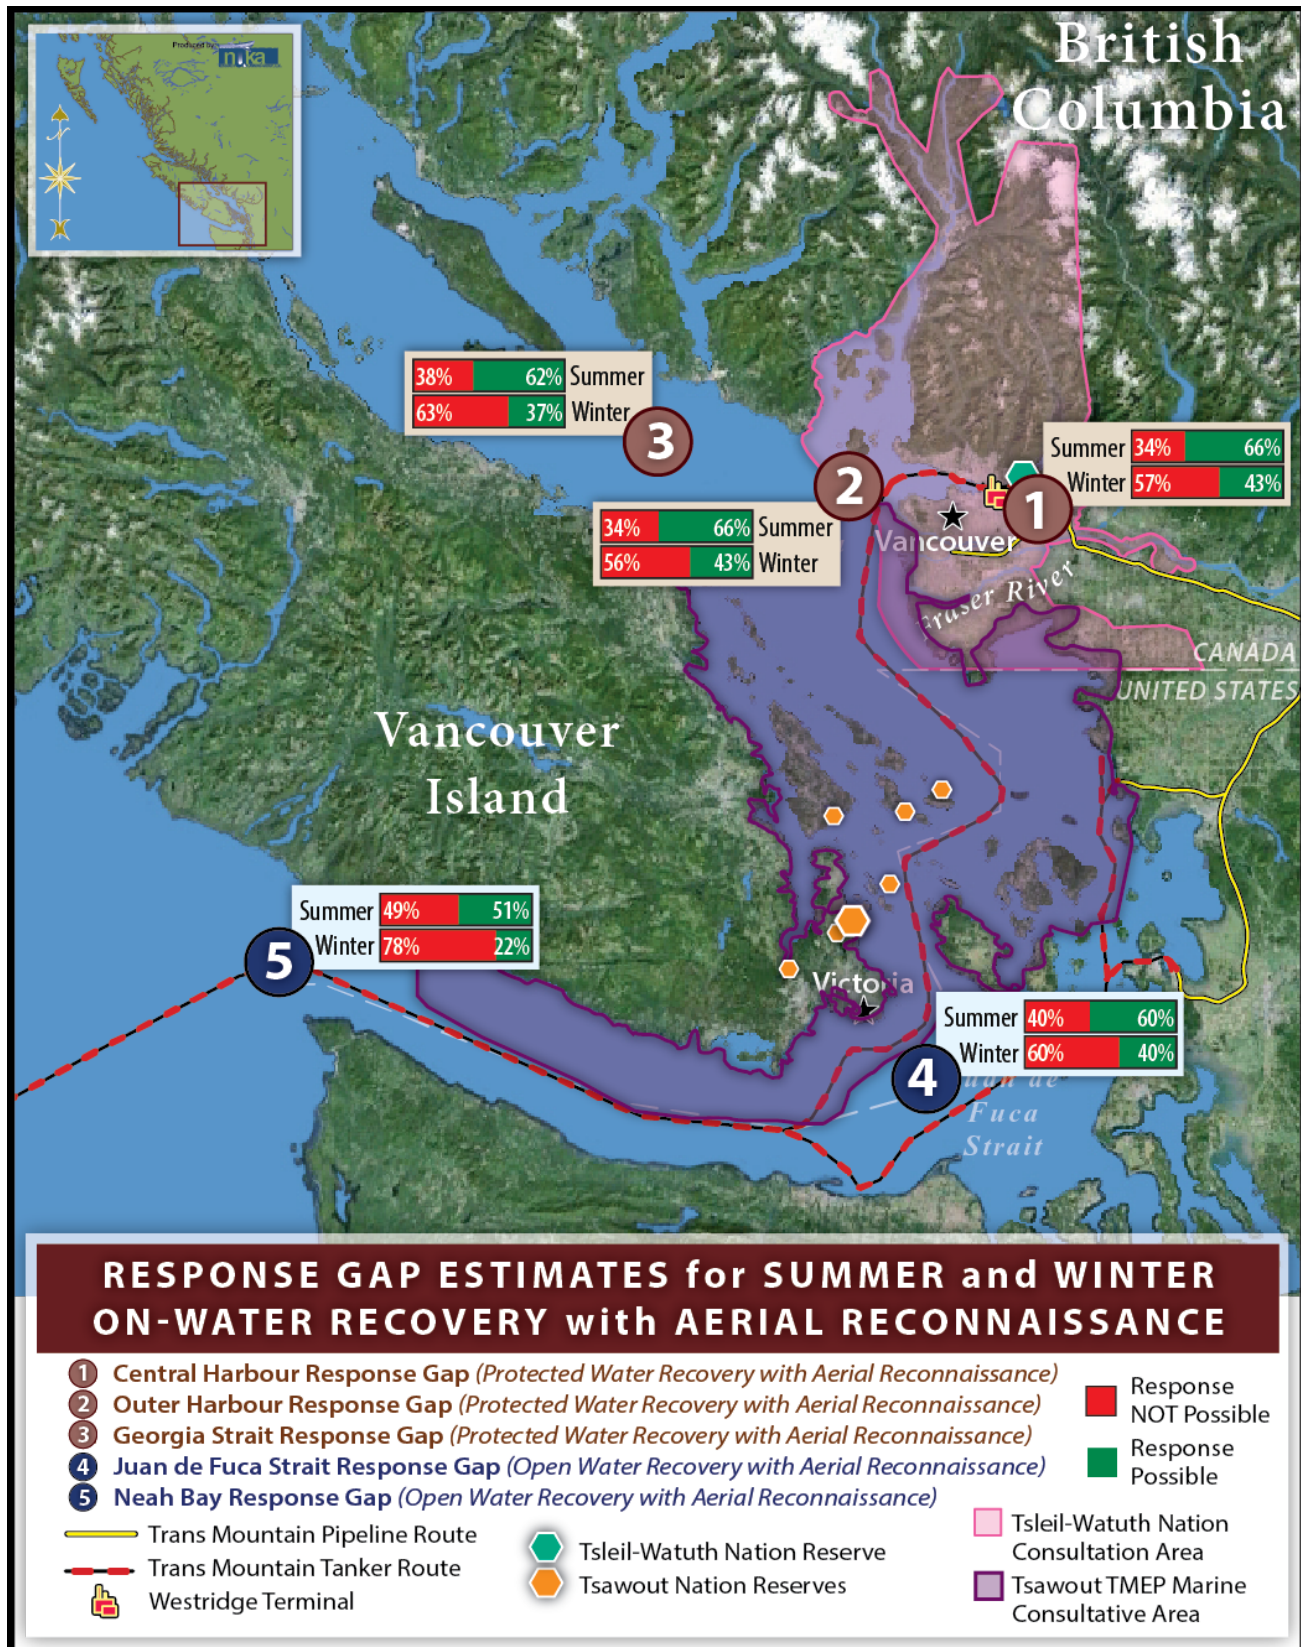 British
Columbia
Produced by
nuka
38% 62% Summer
63% 37% Winter
3
2
Summer 34% 66%
Winter 57% 43%
1
34% 66% Summer
56% 43% Winter
Vancouver
Fraser River
CANADA
UNITED STATES
Vancouver
Island
Summer 49% 51%
Winter 78% 22%
5
Victoria
Summer 40% 60%
Winter 60% 40%
4
Juan de
Fuca
Strait
RESPONSE GAP ESTIMATES for SUMMER and WINTER
ON-WATER RECOVERY with AERIAL RECONNAISSANCE
1 Central Harbour Response Gap (Protected Water Recovery with Aerial Reconnaissance)
2 Outer Harbour Response Gap (Protected Water Recovery with Aerial Reconnaissance)
3 Georgia Strait Response Gap (Protected Water Recovery with Aerial Reconnaissance)
4 Juan de Fuca Strait Response Gap (Open Water Recovery with Aerial Reconnaissance)
5 Neah Bay Response Gap (Open Water Recovery with Aerial Reconnaissance)
Response
NOT Possible
Response
Possible
Trans Mountain Pipeline Route
Trans Mountain Tanker Route
Westridge Terminal
Tsleil-Watuth Nation Reserve
Tsawout Nation Reserves
Tsleil-Watuth Nation
Consultation Area
Tsawout TMEP Marine
Consultative Area